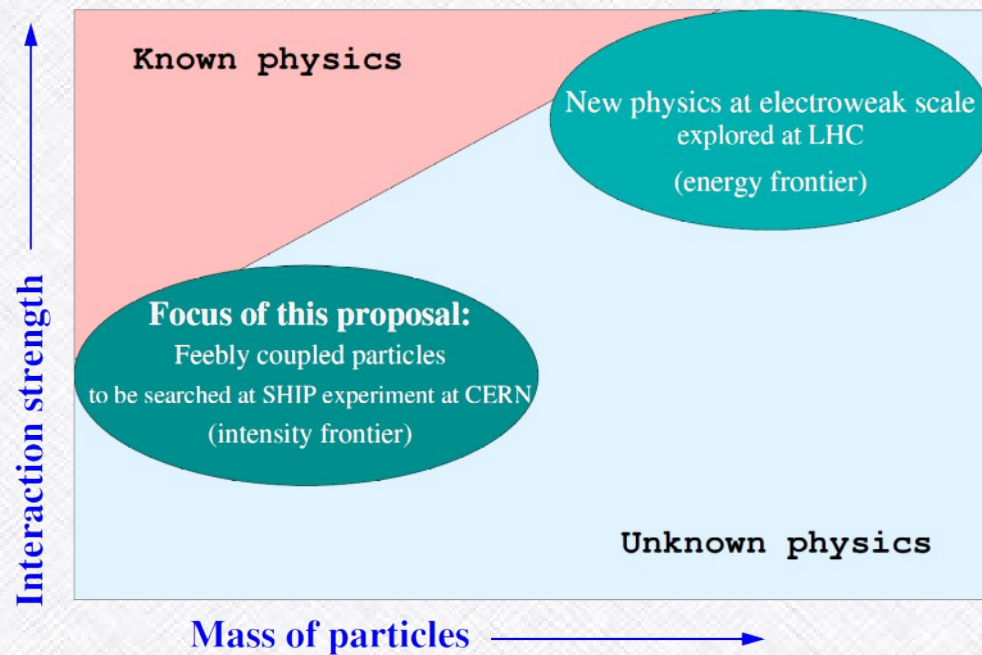 Known physics
New physics at electroweak scale
explored at LHC
(energy frontier)
Focus of this proposal:
Feebly coupled particles
to be searched at SHIP experiment at CERN
(intensity frontier)
Unknown physics
Interaction strength
Mass of particles